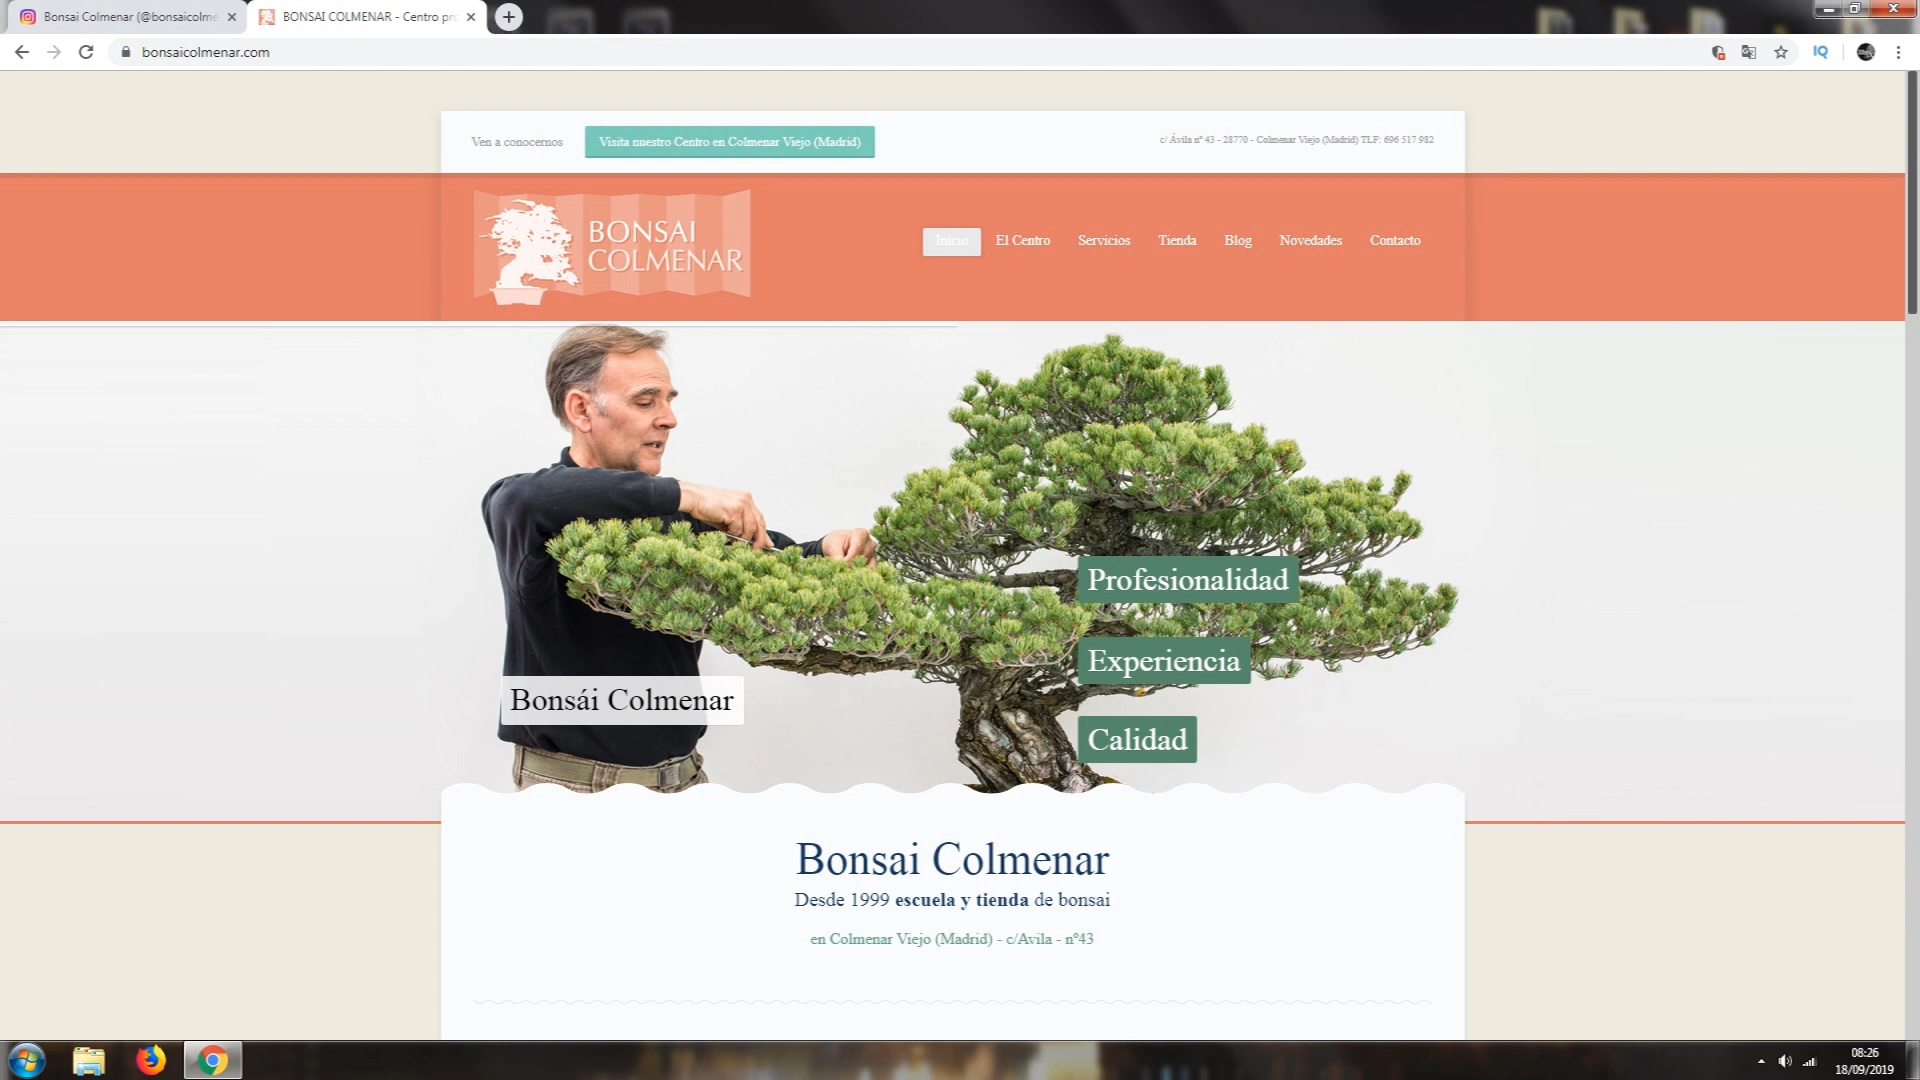 Bonsai Colmenar (@bonsaicolme
BONSAI COLMENAR - Centro pro
bonsaicolmenar.com
IQ
Ven a conocernos
Visita nuestro Centro en Colmenar Viejo (Madrid)
c/ Ávila nº 43 - 28770 - Colmenar Viejo (Madrid) TLF: 696 517 982
BONSAI
COLMENAR
Inicio
El Centro
Servicios
Tienda
Blog
Novedades
Contacto
Profesionalidad
Experiencia
Bonsái Colmenar
Calidad
Bonsai Colmenar
Desde 1999 escuela y tienda de bonsai
en Colmenar Viejo (Madrid) - c/Avila - nº43
08:26
18/09/2019